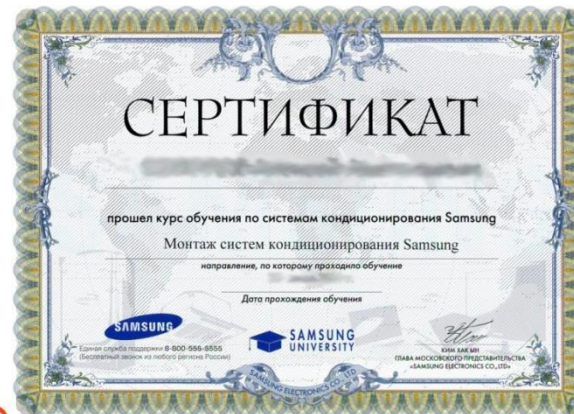 СЕРТИФИКАТ
прошел курс обучения по системам кондиционирования Samsung
Монтаж систем кондиционирования Samsung
направление, по которому проходило обучение
Дата прохождения обучения
SAMSUNG
Единая служба поддержки 8-800-555-5555
(Бесплатный звонок из любого региона России)
SAMSUNG
UNIVERSITY
КИМ ХАК ЫН
ГЛАВА МОСКОВСКОГО ПРЕДСТАВИТЕЛЬСТВА
«SAMSUNG ELECTRONICS CO., LTD»
SAMSUNG ELECTRONICS CO., LTD